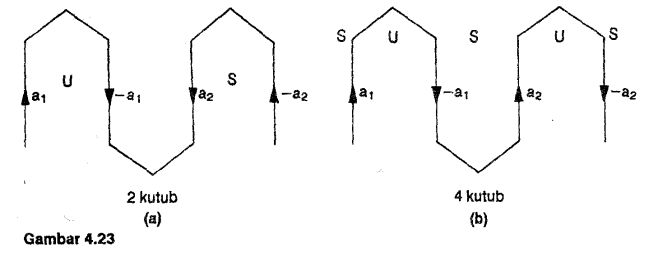 S U S U S
U S
a₁ -a₁ a₂ -a₂ a₁ -a₁ a₂ -a₂
2 kutub 4 kutub
(a) (b)
Gambar 4.23